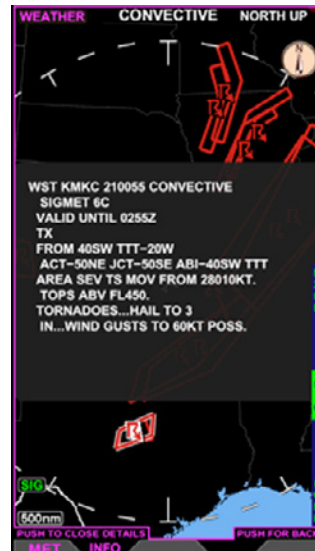 WEATHER CONVECTIVE NORTH UP
N
WST KMKC 210055 CONVECTIVE
SIGMET 6C
VALID UNTIL 0255Z
TX
FROM 40SW TTT-20W
ACT-50NE JCT-50SE ABI-40SW TTT
AREA SEV TS MOV FROM 28010KT.
TOPS ABV FL450.
TORNADOES...HAIL TO 3
IN...WIND GUSTS TO 60KT POSS.
SIG
500nm
PUSH TO CLOSE DETAILS PUSH FOR BACK
MET INFO